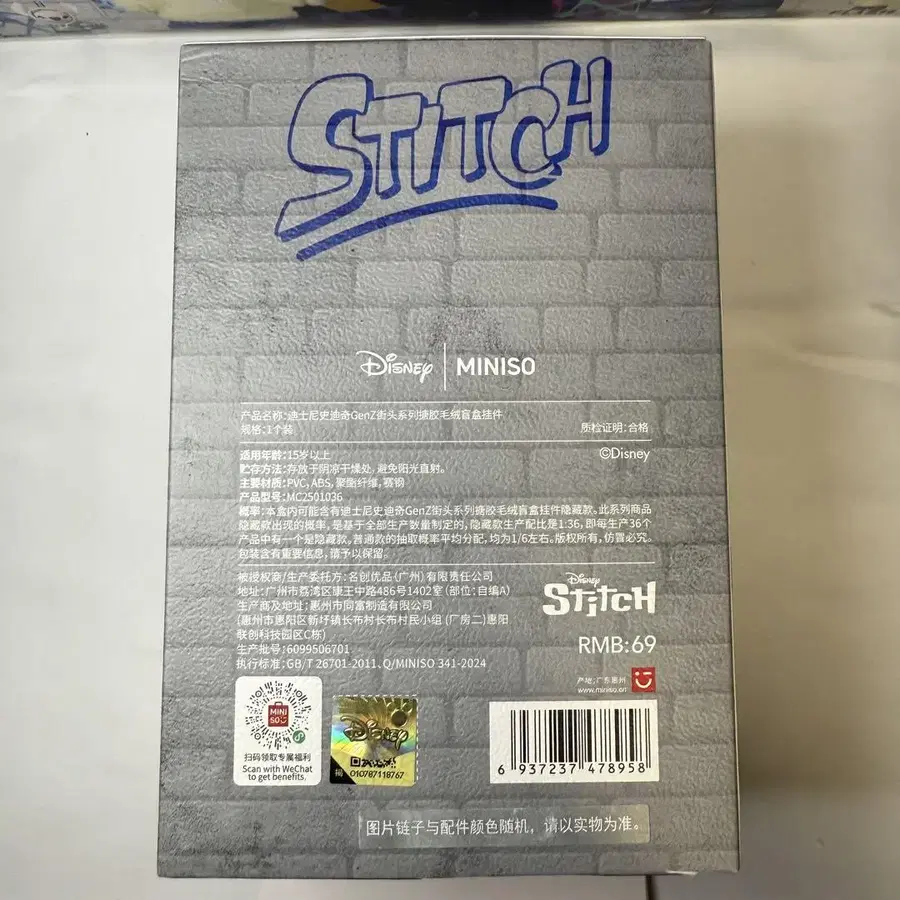 STITCH
Disney | MINISO
产品名称:迪士尼史迪奇GenZ街头系列搪胶毛绒盲盒挂件
规格:1个装
质检证明:合格
适用年龄:15岁以上
©Disney
贮存方法:存放于阴凉干燥处,避免阳光直射。
主要材质:PVC,ABS,聚酯纤维,赛钢
产品型号:MC2501036
概率:本盒内可能含有迪士尼史迪奇GenZ街头系列搪胶毛绒盲盒挂件隐藏款。此系列商品
隐藏款出现的概率,是基于全部生产数量制定的,隐藏款生产配比是1:36,即每生产36个
产品中有一个是隐藏款,普通款的抽取概率平均分配,均为1/6左右。版权所有,仿冒必究。
包装含有重要信息,请予以保留。
被授权商/生产委托方:名创优品(广州)有限责任公司
地址:广州市荔湾区康王中路486号1402室(部位:自编A)
生产商及地址:惠州市同富制造有限公司
(惠州市惠阳区新圩镇长布村长布村民小组(厂房二)惠阳
联创科技园区C栋)
生产批号:6099506701
执行标准:GB/T 26701-2011、Q/MINISO 341-2024
Disney
Stitch
RMB:69
产地:广东惠州
www.miniso.cn
MINI
SO
扫码领取专属福利
Scan with WeChat
to get benefits.
Disney
揭 010787118767
6 937237 478958
图片链子与配件颜色随机,请以实物为准。